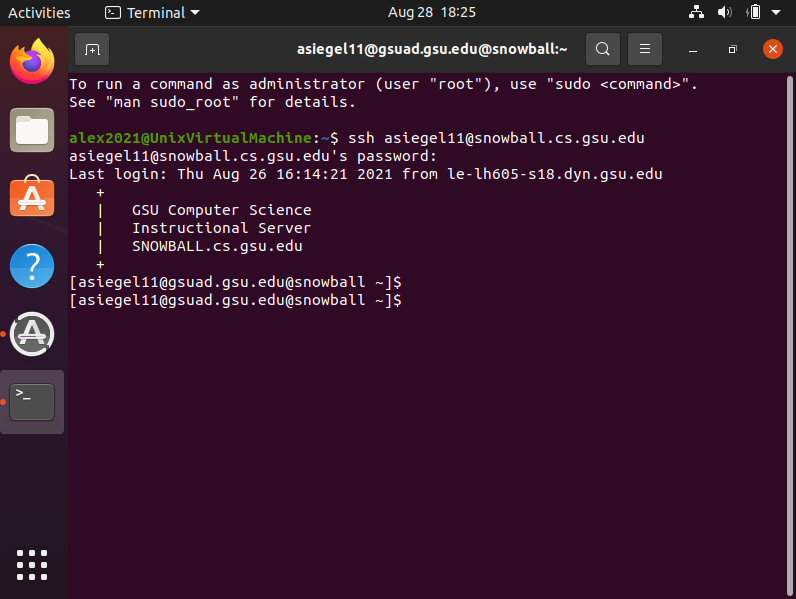 Activities Terminal Aug 28 18:25
asiegel11@gsuad.gsu.edu@snowball:~
To run a command as administrator (user "root"), use "sudo <command>".
See "man sudo_root" for details.
alex2021@UnixVirtualMachine:~$ ssh asiegel11@snowball.cs.gsu.edu
asiegel11@snowball.cs.gsu.edu's password:
Last login: Thu Aug 26 16:14:21 2021 from le-lh605-s18.dyn.gsu.edu
+
| GSU Computer Science
| Instructional Server
| SNOWBALL.cs.gsu.edu
+
[asiegel11@gsuad.gsu.edu@snowball ~]$
[asiegel11@gsuad.gsu.edu@snowball ~]$